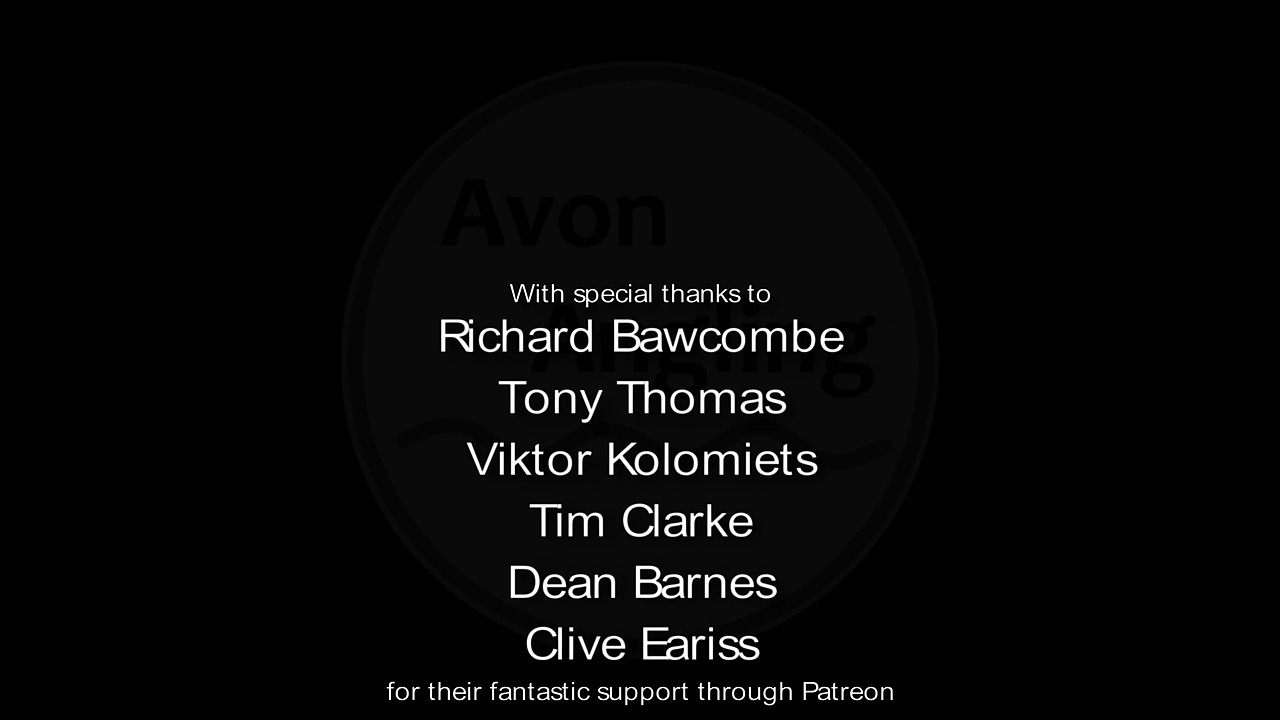 Avon
With special thanks to
Angling
Richard Bawcombe
Tony Thomas
Viktor Kolomiets
Tim Clarke
Dean Barnes
Clive Eariss
for their fantastic support through Patreon